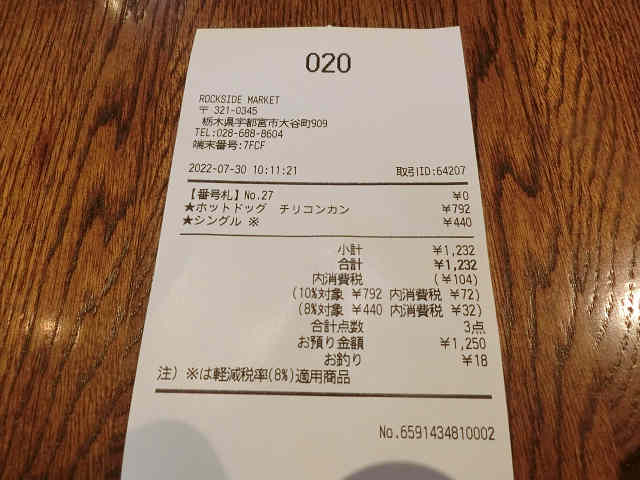 020
ROCKSIDE MARKET
〒 321-0345
栃木県宇都宮市大谷町909
TEL:028-688-8604
端末番号:7FCF
2022-07-30 10:11:21 取引ID:64207
【番号札】No.27 ¥0
★ホットドッグ チリコンカン ¥792
★シングル ※ ¥440
小計 ¥1,232
合計 ¥1,232
内消費税 (¥104)
(10%対象 ¥792 内消費税 ¥72)
(8%対象 ¥440 内消費税 ¥32)
合計点数 3点
お預り金額 ¥1,250
お釣り ¥18
注) ※は軽減税率(8%)適用商品
No.6591434810002